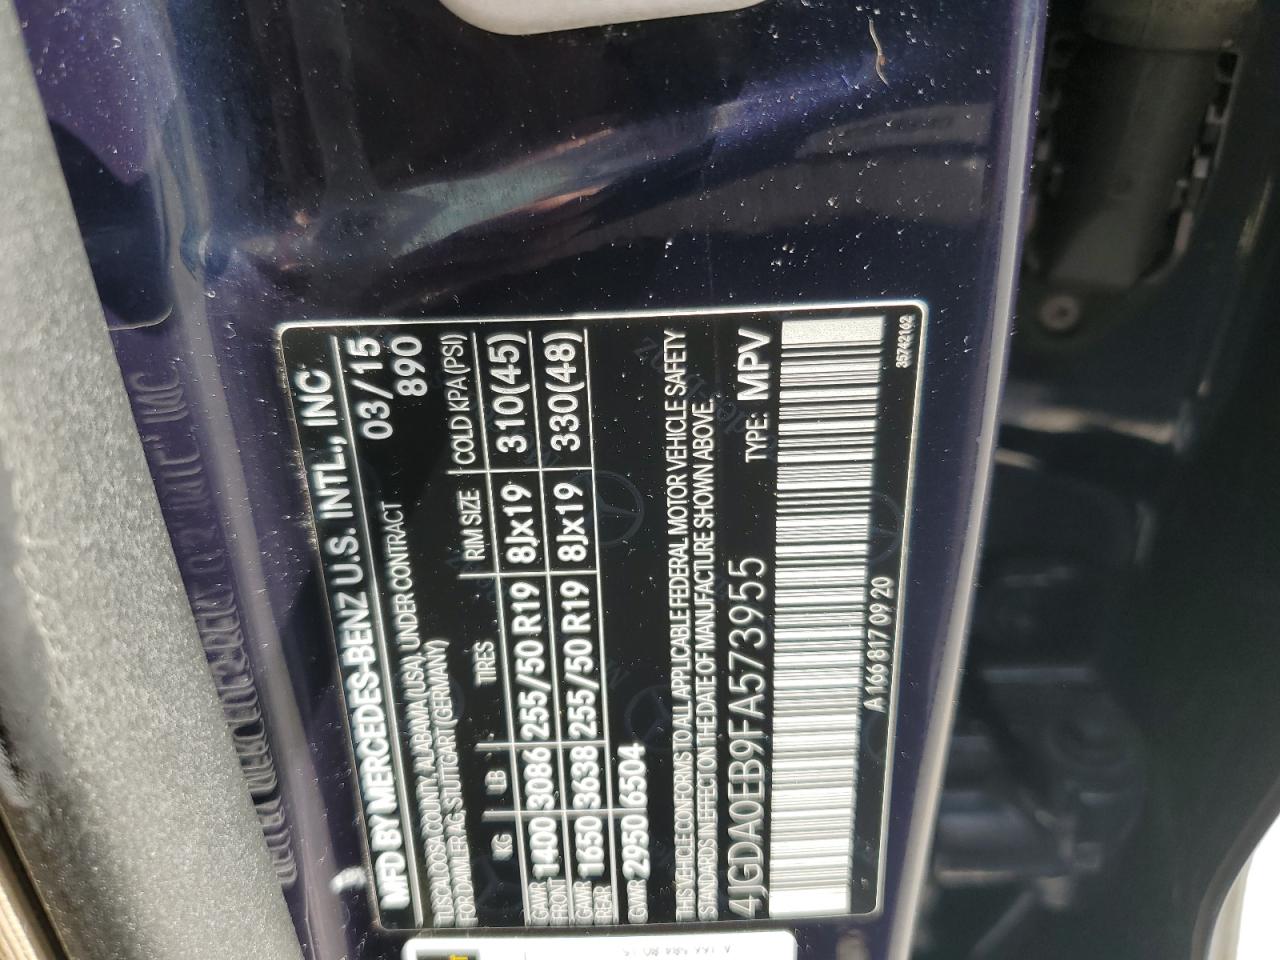 MFD BY MERCEDES-BENZ U.S. INTL., INC
TUSCALOOSA COUNTY, ALABAMA (USA), UNDER CONTRACT 03/15
FOR DAIMLER AG-STUTTGART (GERMANY) 890
KG LB TIRES RIM SIZE COLD KPA (PSI)
GAWR FRONT 1400 3086 255/50 R19 8Jx19 310(45)
GAWR REAR 1650 3638 255/50 R19 8Jx19 330(48)
GVWR 2950 6504
THIS VEHICLE CONFORMS TO ALL APPLICABLE FEDERAL MOTOR VEHICLE SAFETY
STANDARDS IN EFFECT ON THE DATE OF MANUFACTURE SHOWN ABOVE.
4JGDA0EB9FA573955 TYPE: MPV
A 166 817 09 20 35742162